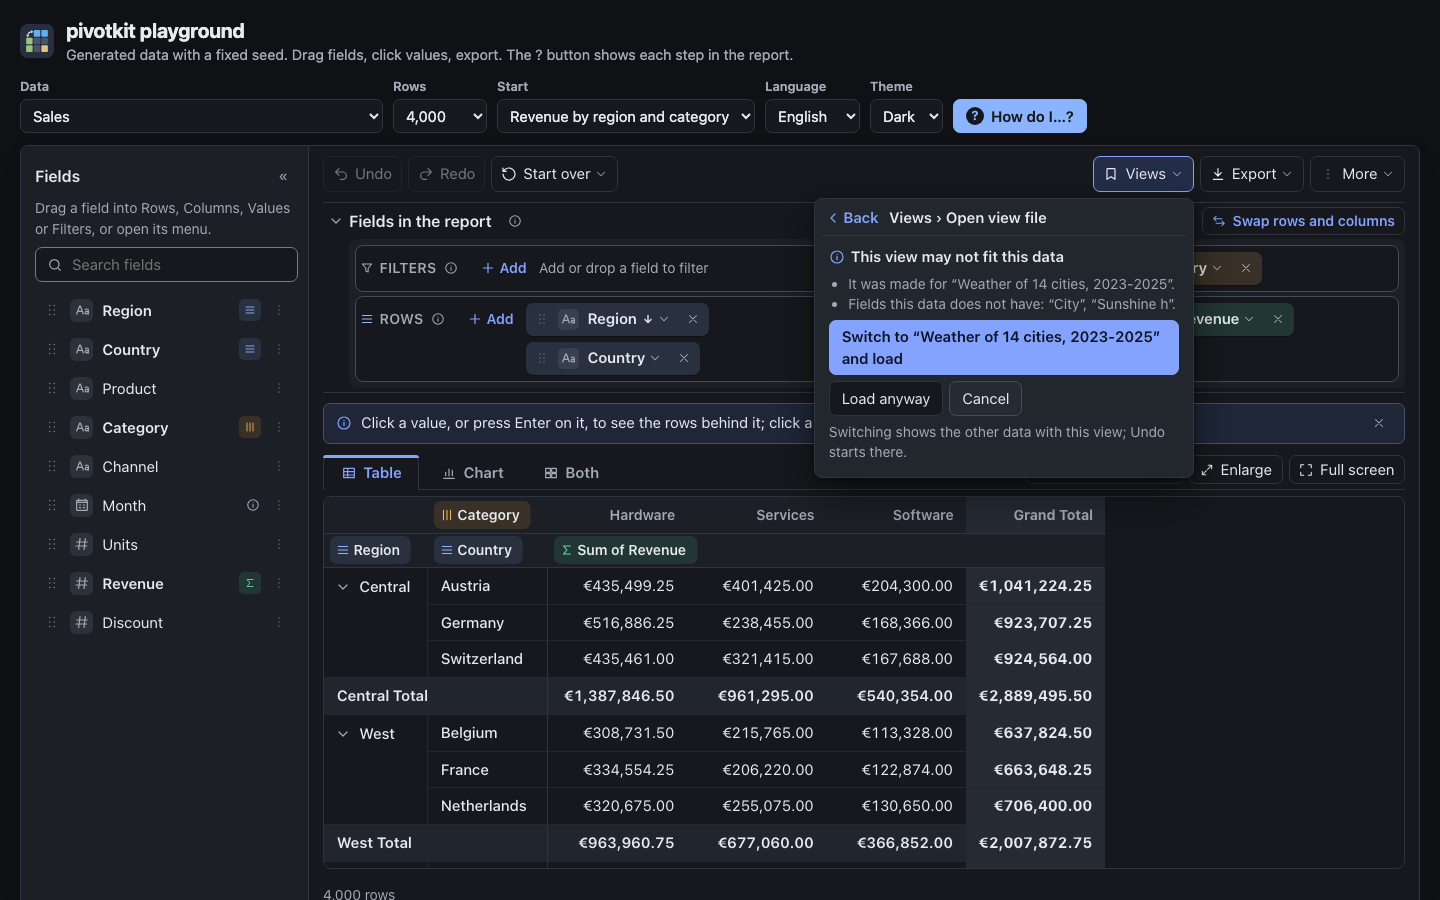 pivotkit playground
Generated data with a fixed seed. Drag fields, click values, export. The ? button shows each step in the report.
Data
Rows
Start
Language
Theme
Sales
4,000
Revenue by region and category
English
Dark
? How do I...?
Fields
«
Drag a field into Rows, Columns, Values
or Filters, or open its menu.
Search fields
Aa Region
Aa Country
Aa Product
Aa Category
Aa Channel
Month
# Units
# Revenue Σ
# Discount
Undo
Redo
Start over
Views
Export
More
Fields in the report
Swap rows and columns
FILTERS
+ Add
Add or drop a field to filter
ROWS
+ Add
Aa Region ↓
Aa Country
ry
evenue
Back
Views › Open view file
This view may not fit this data
• It was made for “Weather of 14 cities, 2023-2025”.
• Fields this data does not have: “City”, “Sunshine h”.
Switch to “Weather of 14 cities, 2023-2025”
and load
Load anyway
Cancel
Switching shows the other data with this view; Undo
starts there.
Click a value, or press Enter on it, to see the rows behind it; click a
Table
Chart
Both
Enlarge
Full screen
Category Hardware Services Software Grand Total
Region Country Σ Sum of Revenue
Central Austria €435,499.25 €401,425.00 €204,300.00 €1,041,224.25
Germany €516,886.25 €238,455.00 €168,366.00 €923,707.25
Switzerland €435,461.00 €321,415.00 €167,688.00 €924,564.00
Central Total €1,387,846.50 €961,295.00 €540,354.00 €2,889,495.50
West Belgium €308,731.50 €215,765.00 €113,328.00 €637,824.50
France €334,554.25 €206,220.00 €122,874.00 €663,648.25
Netherlands €320,675.00 €255,075.00 €130,650.00 €706,400.00
West Total €963,960.75 €677,060.00 €366,852.00 €2,007,872.75
4,000 rows